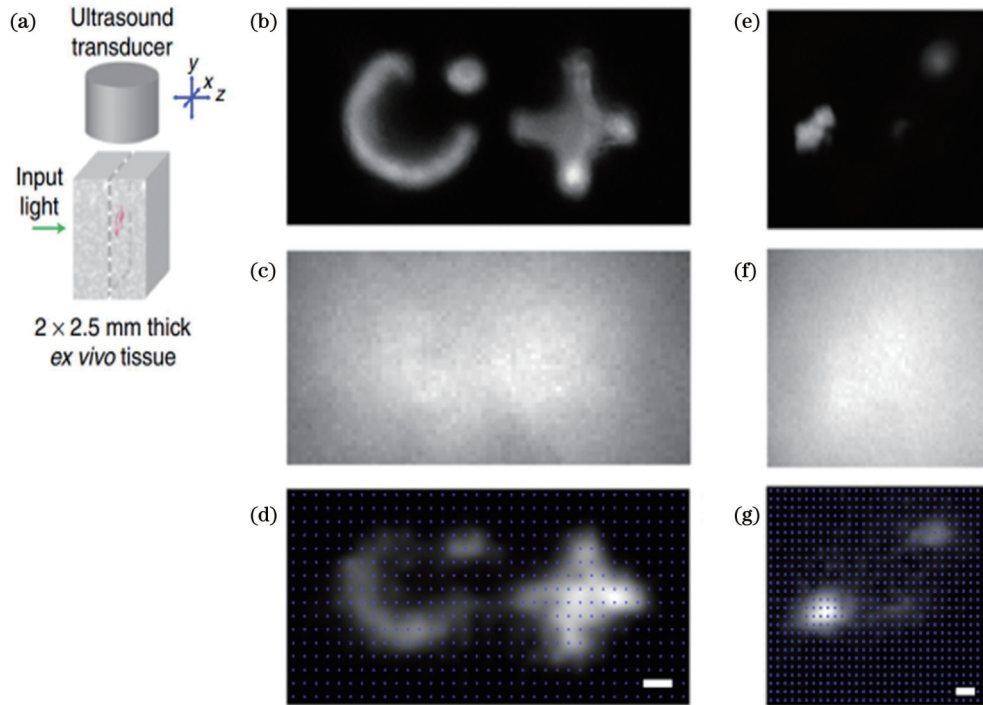 (a)
Ultrasound
transducer
y
x
z
Input
light
2 × 2.5 mm thick
ex vivo tissue
(b)
(c)
(d)
(e)
(f)
(g)